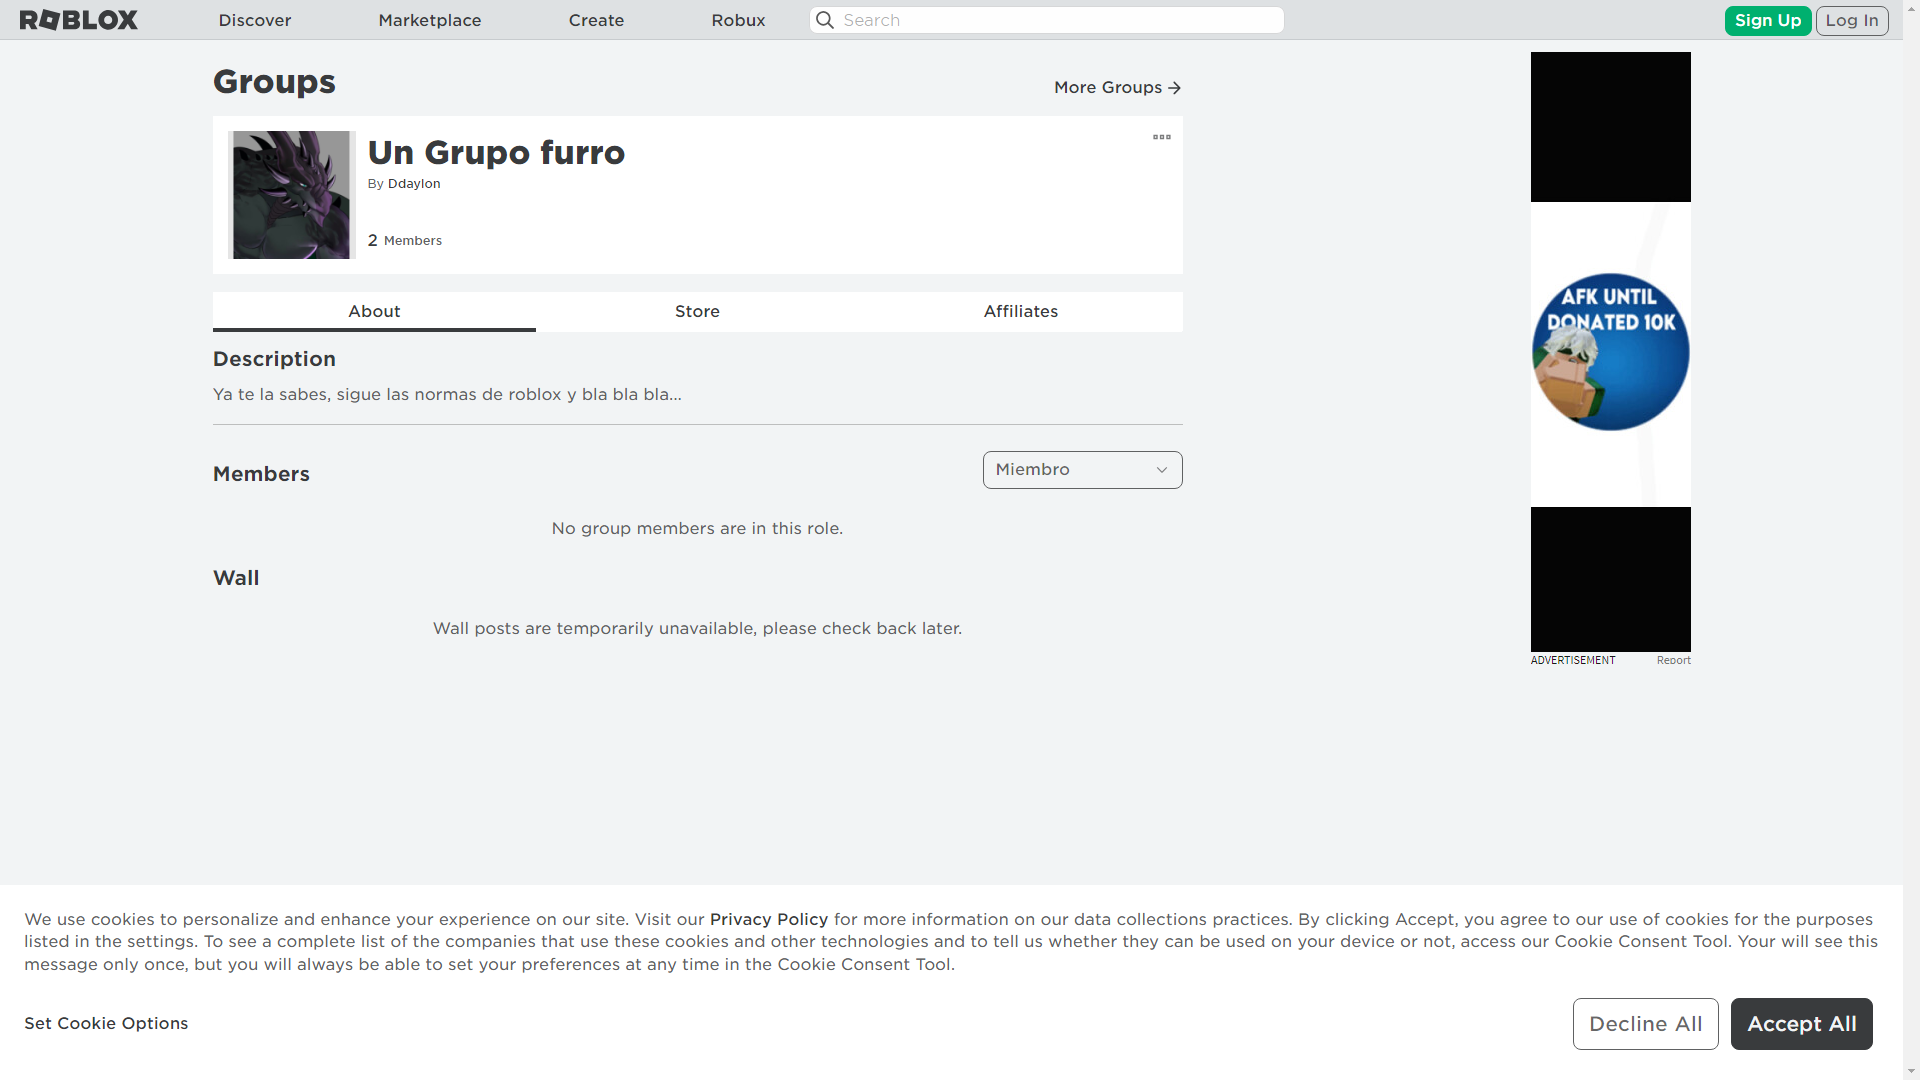 ROBLOX
Discover
Marketplace
Create
Robux
Search
Sign Up
Log In
Groups
More Groups
Un Grupo furro
By Ddaylon
2 Members
About
Store
Affiliates
Description
Ya te la sabes, sigue las normas de roblox y bla bla bla...
Members
Miembro
No group members are in this role.
Wall
Wall posts are temporarily unavailable, please check back later.
AFK UNTIL
DONATED 10K
ADVERTISEMENT
Report
We use cookies to personalize and enhance your experience on our site. Visit our Privacy Policy for more information on our data collections practices. By clicking Accept, you agree to our use of cookies for the purposes
listed in the settings. To see a complete list of the companies that use these cookies and other technologies and to tell us whether they can be used on your device or not, access our Cookie Consent Tool. Your will see this
message only once, but you will always be able to set your preferences at any time in the Cookie Consent Tool.
Set Cookie Options
Decline All
Accept All